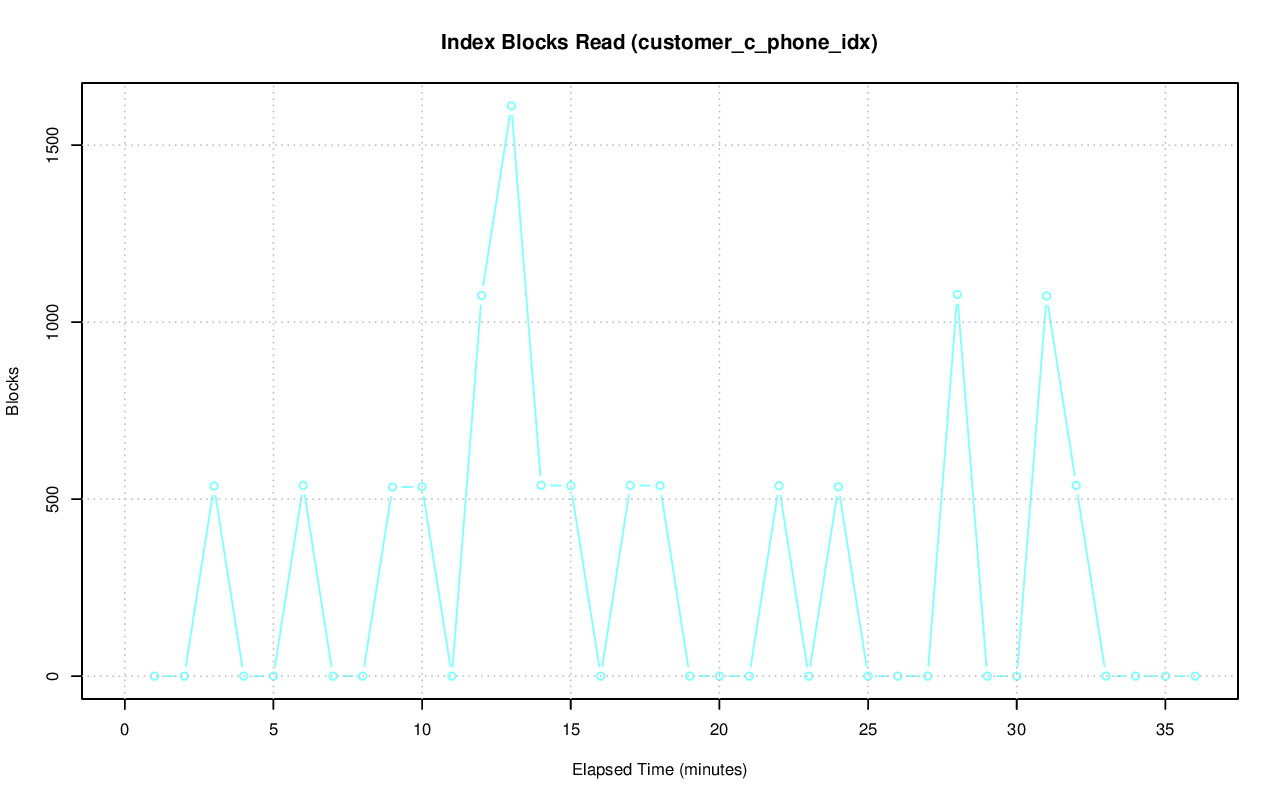 Index Blocks Read (customer_c_phone_idx)
1500
1000
500
0
Blocks
0 5 10 15 20 25 30 35
Elapsed Time (minutes)